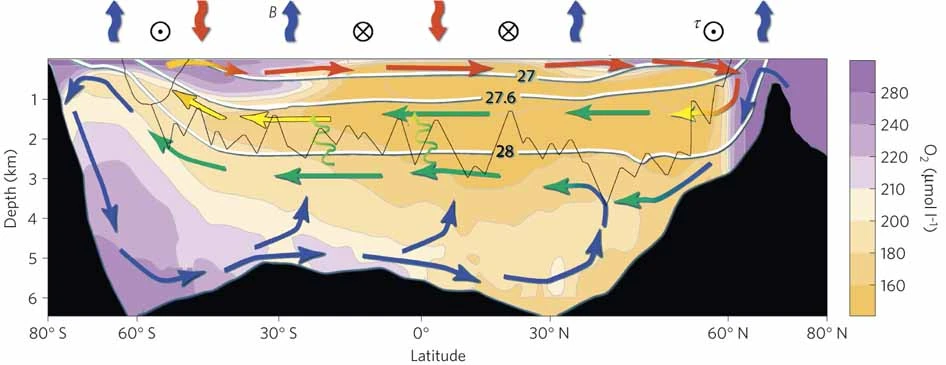 B
τ
27
27.6
28
Depth (km)
1
2
3
4
5
6
80° S
60° S
30° S
0°
30° N
60° N
80° N
Latitude
280
240
220
210
200
180
160
O₂ (μmol l⁻¹)